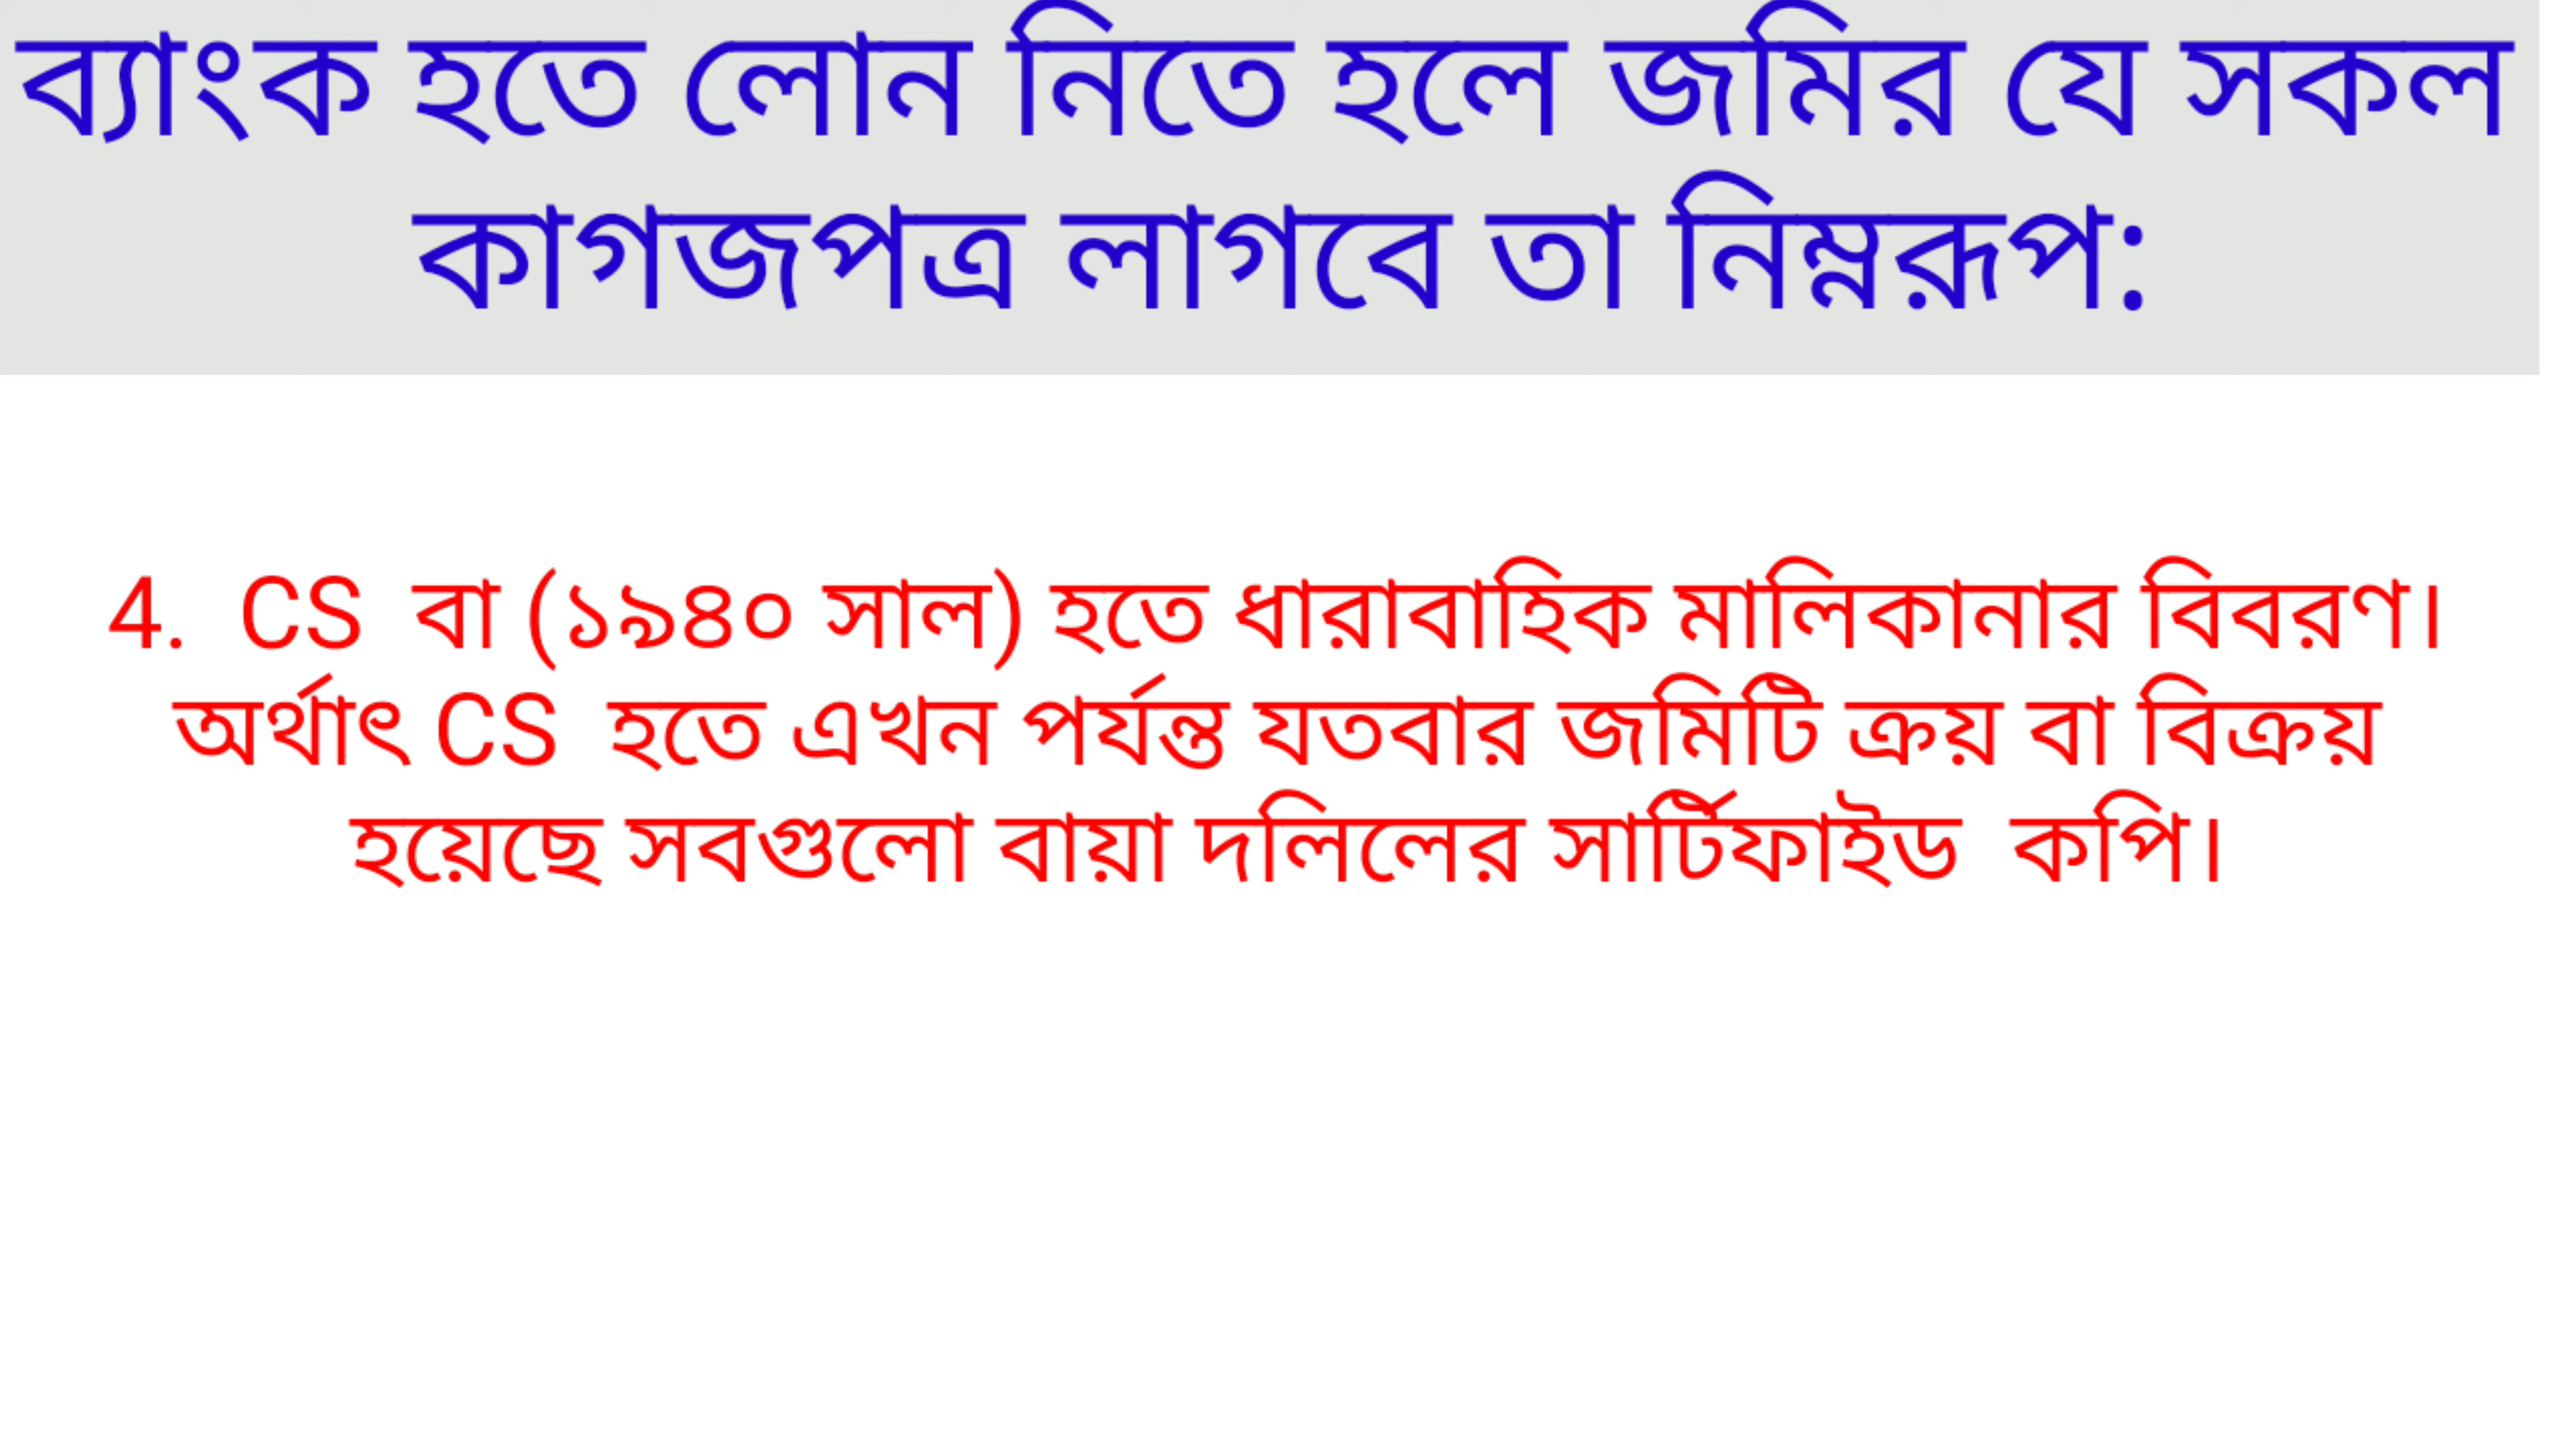 ব্যাংক হতে লোন নিতে হলে জমির যে সকল
কাগজপত্র লাগবে তা নিম্নরূপ:
4. CS বা (১৯৪০ সাল) হতে ধারাবাহিক মালিকানার বিবরণ।
অর্থাৎ CS হতে এখন পর্যন্ত যতবার জমিটি ক্রয় বা বিক্রয়
হয়েছে সবগুলো বায়া দলিলের সার্টিফাইড কপি।